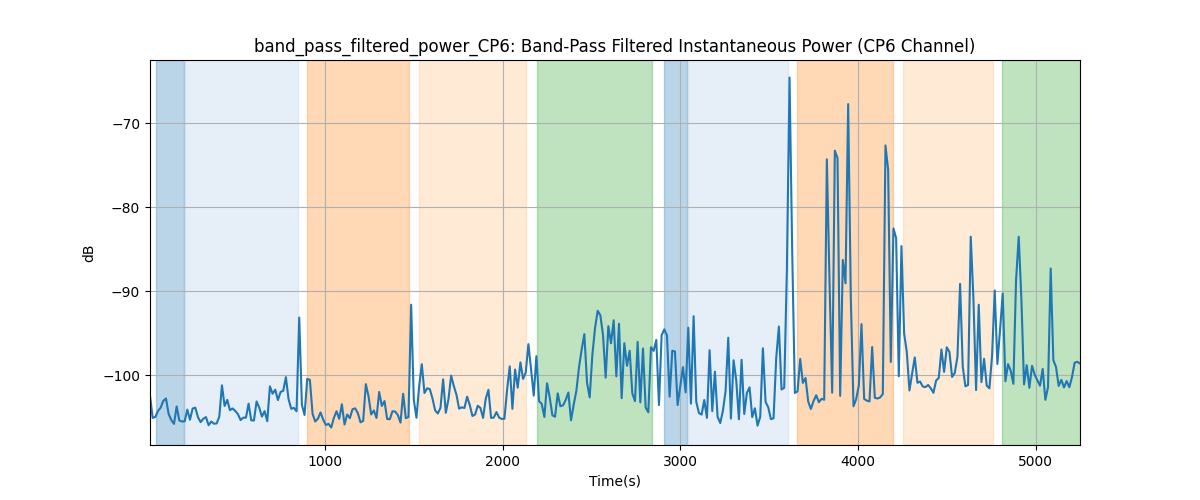 band_pass_filtered_power_CP6: Band-Pass Filtered Instantaneous Power (CP6 Channel)
−70
−80
−90
−100
dB
1000 2000 3000 4000 5000
Time(s)